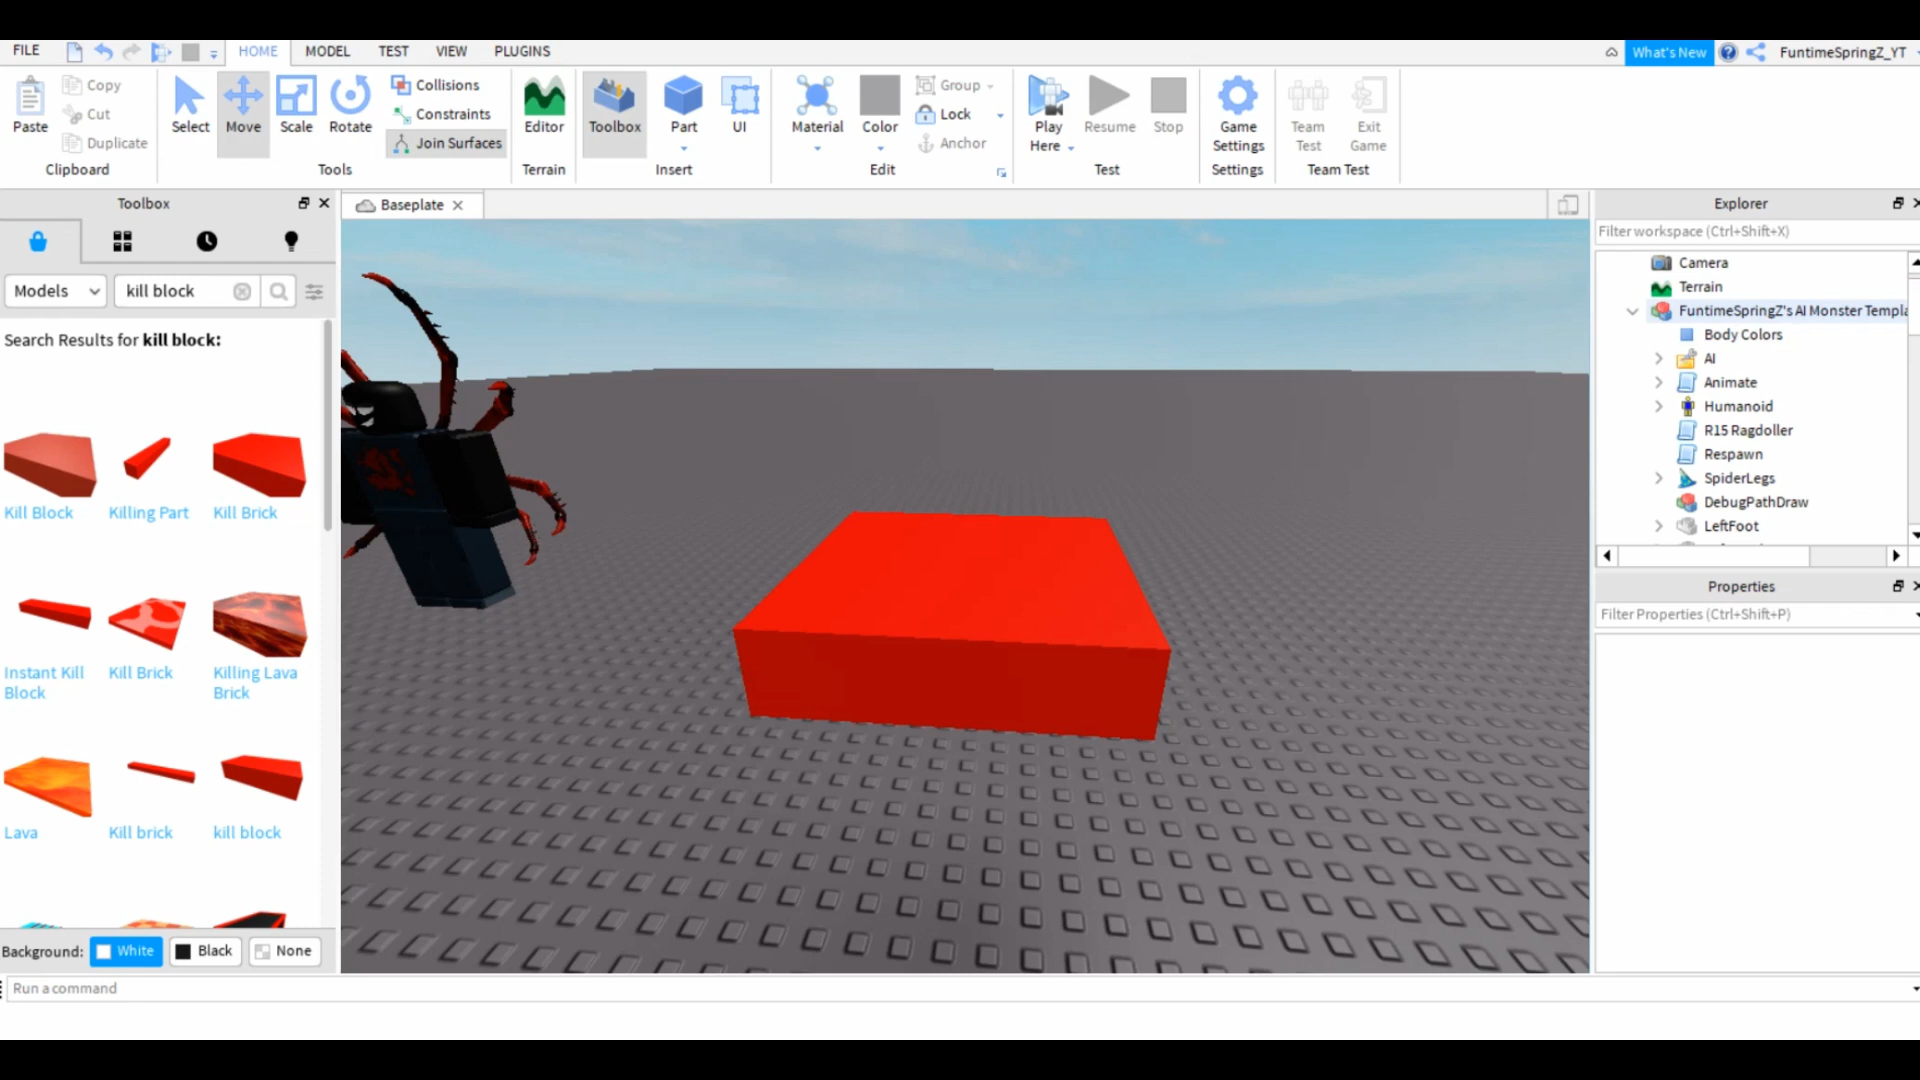 FILE
HOME
MODEL
TEST
VIEW
PLUGINS
What's New
FuntimeSpringZ_YT
Paste
Copy
Cut
Duplicate
Clipboard
Select
Move
Scale
Rotate
Collisions
Constraints
Join Surfaces
Tools
Editor
Terrain
Toolbox
Part
UI
Insert
Material
Color
Group
Lock
Anchor
Edit
Play
Here
Resume
Stop
Test
Game
Settings
Settings
Team
Test
Exit
Game
Team Test
Toolbox
Models
kill block
Search Results for kill block:
Kill Block
Killing Part
Kill Brick
Instant Kill
Block
Kill Brick
Killing Lava
Brick
Lava
Kill brick
kill block
Background:
White
Black
None
Run a command
Baseplate
Explorer
Filter workspace (Ctrl+Shift+X)
Camera
Terrain
FuntimeSpringZ's AI Monster Templa
Body Colors
AI
Animate
Humanoid
R15 Ragdoller
Respawn
SpiderLegs
DebugPathDraw
LeftFoot
Properties
Filter Properties (Ctrl+Shift+P)